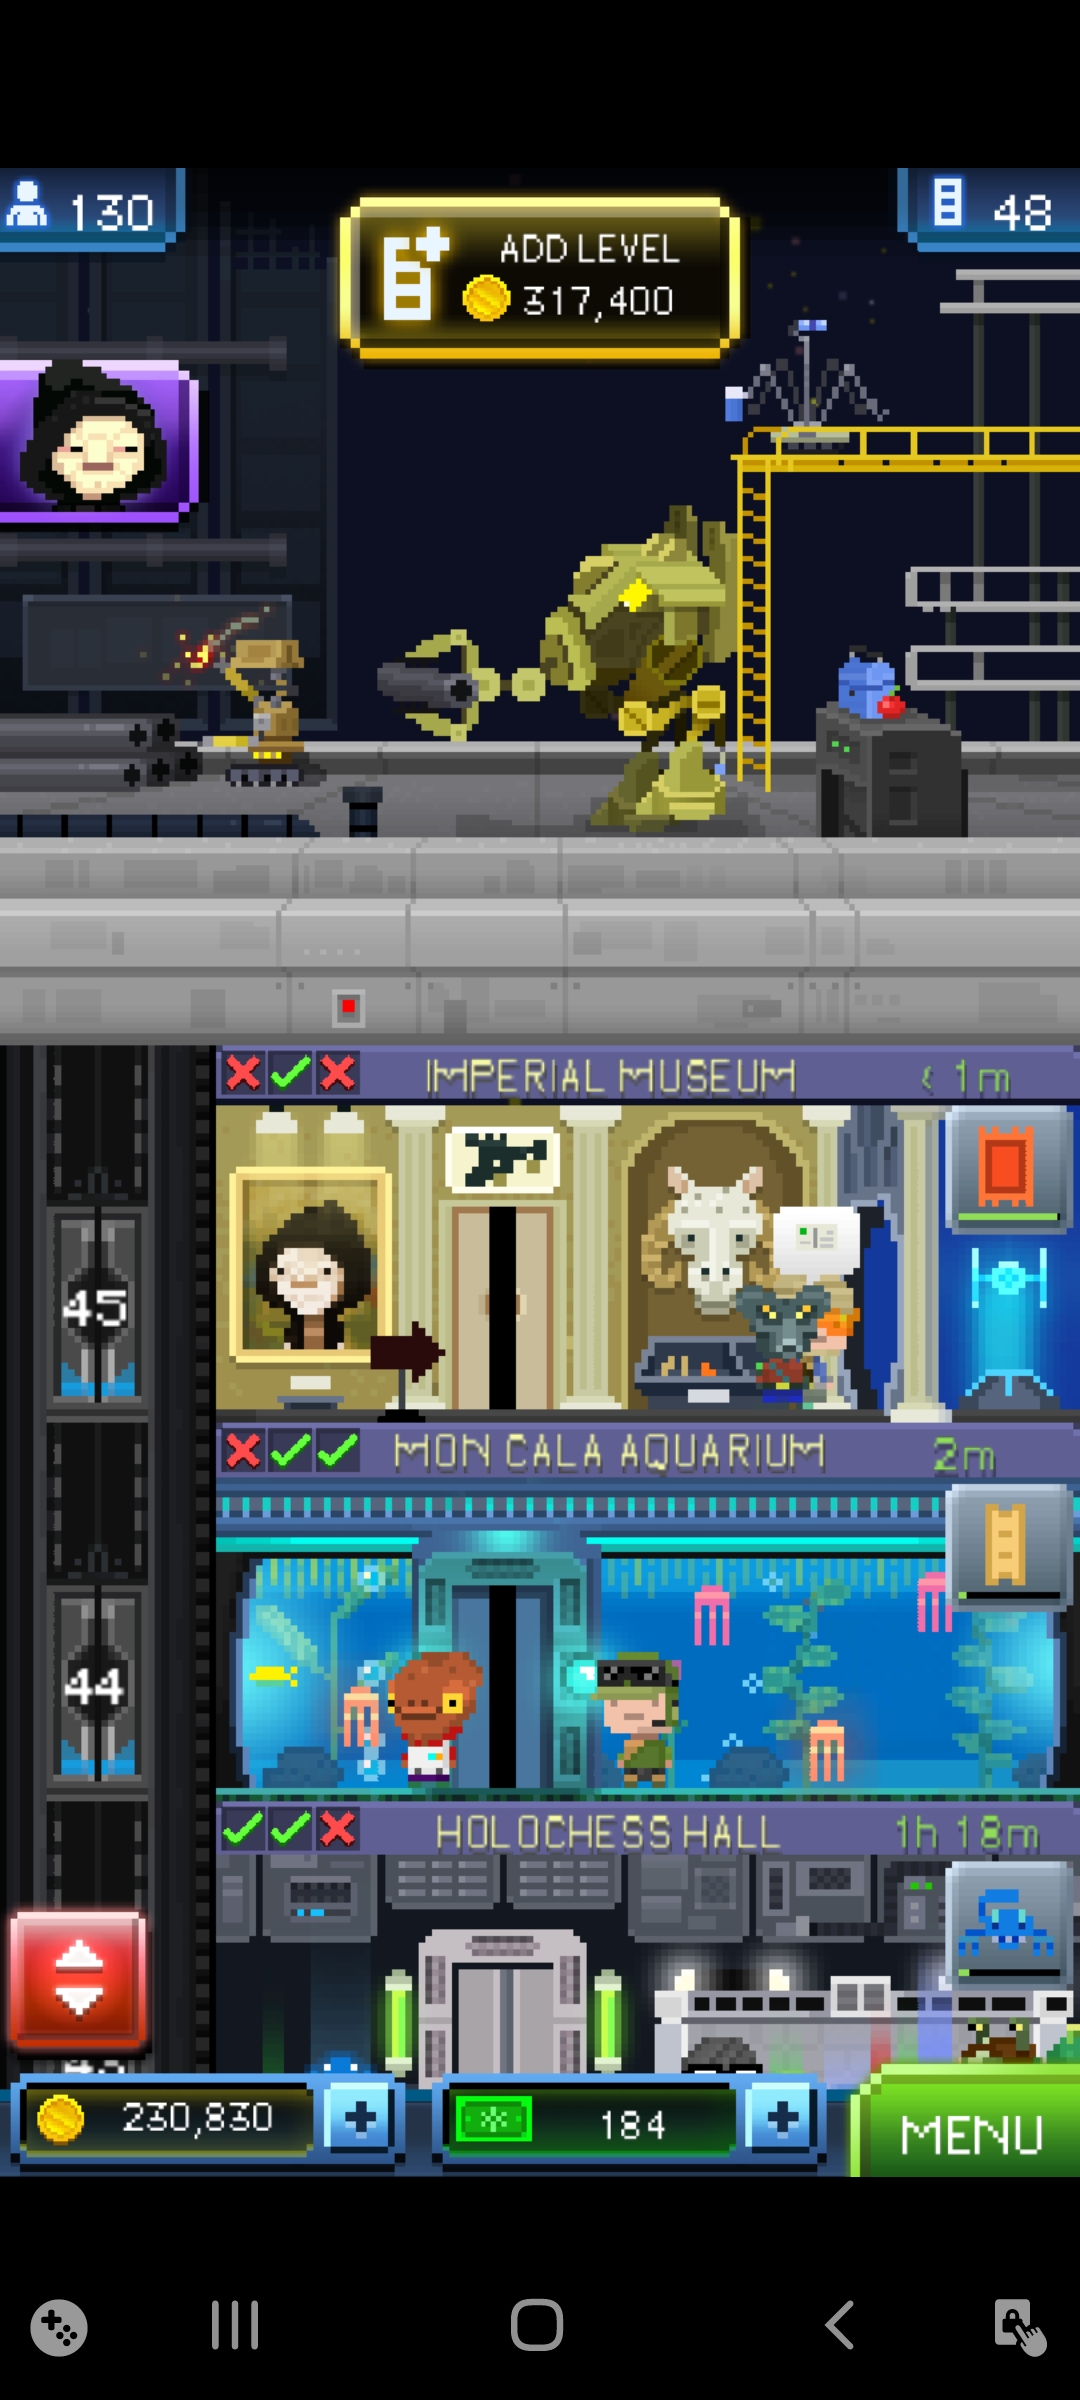 130
ADD LEVEL
317,400
48
IMPERIAL MUSEUM < 1m
45
MON CALA AQUARIUM 2m
44
HOLOCHESS HALL 1h 18m
230,830
184
MENU